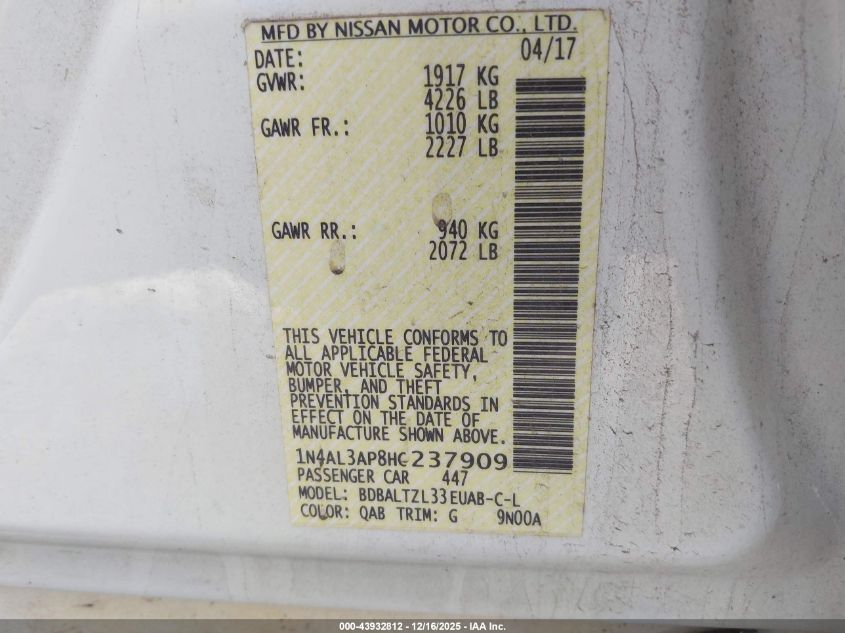 MFD BY NISSAN MOTOR CO., LTD.
DATE: 04/17
GVWR: 1917 KG
4226 LB
GAWR FR.: 1010 KG
2227 LB
GAWR RR.: 940 KG
2072 LB
THIS VEHICLE CONFORMS TO
ALL APPLICABLE FEDERAL
MOTOR VEHICLE SAFETY,
BUMPER, AND THEFT
PREVENTION STANDARDS IN
EFFECT ON THE DATE OF
MANUFACTURE SHOWN ABOVE.
1N4AL3AP8HC237909
PASSENGER CAR 447
MODEL: BDBALTZL33EUAB-C-L
COLOR: QAB TRIM: G 9N00A
000-43932812 - 12/16/2025 - IAA Inc.